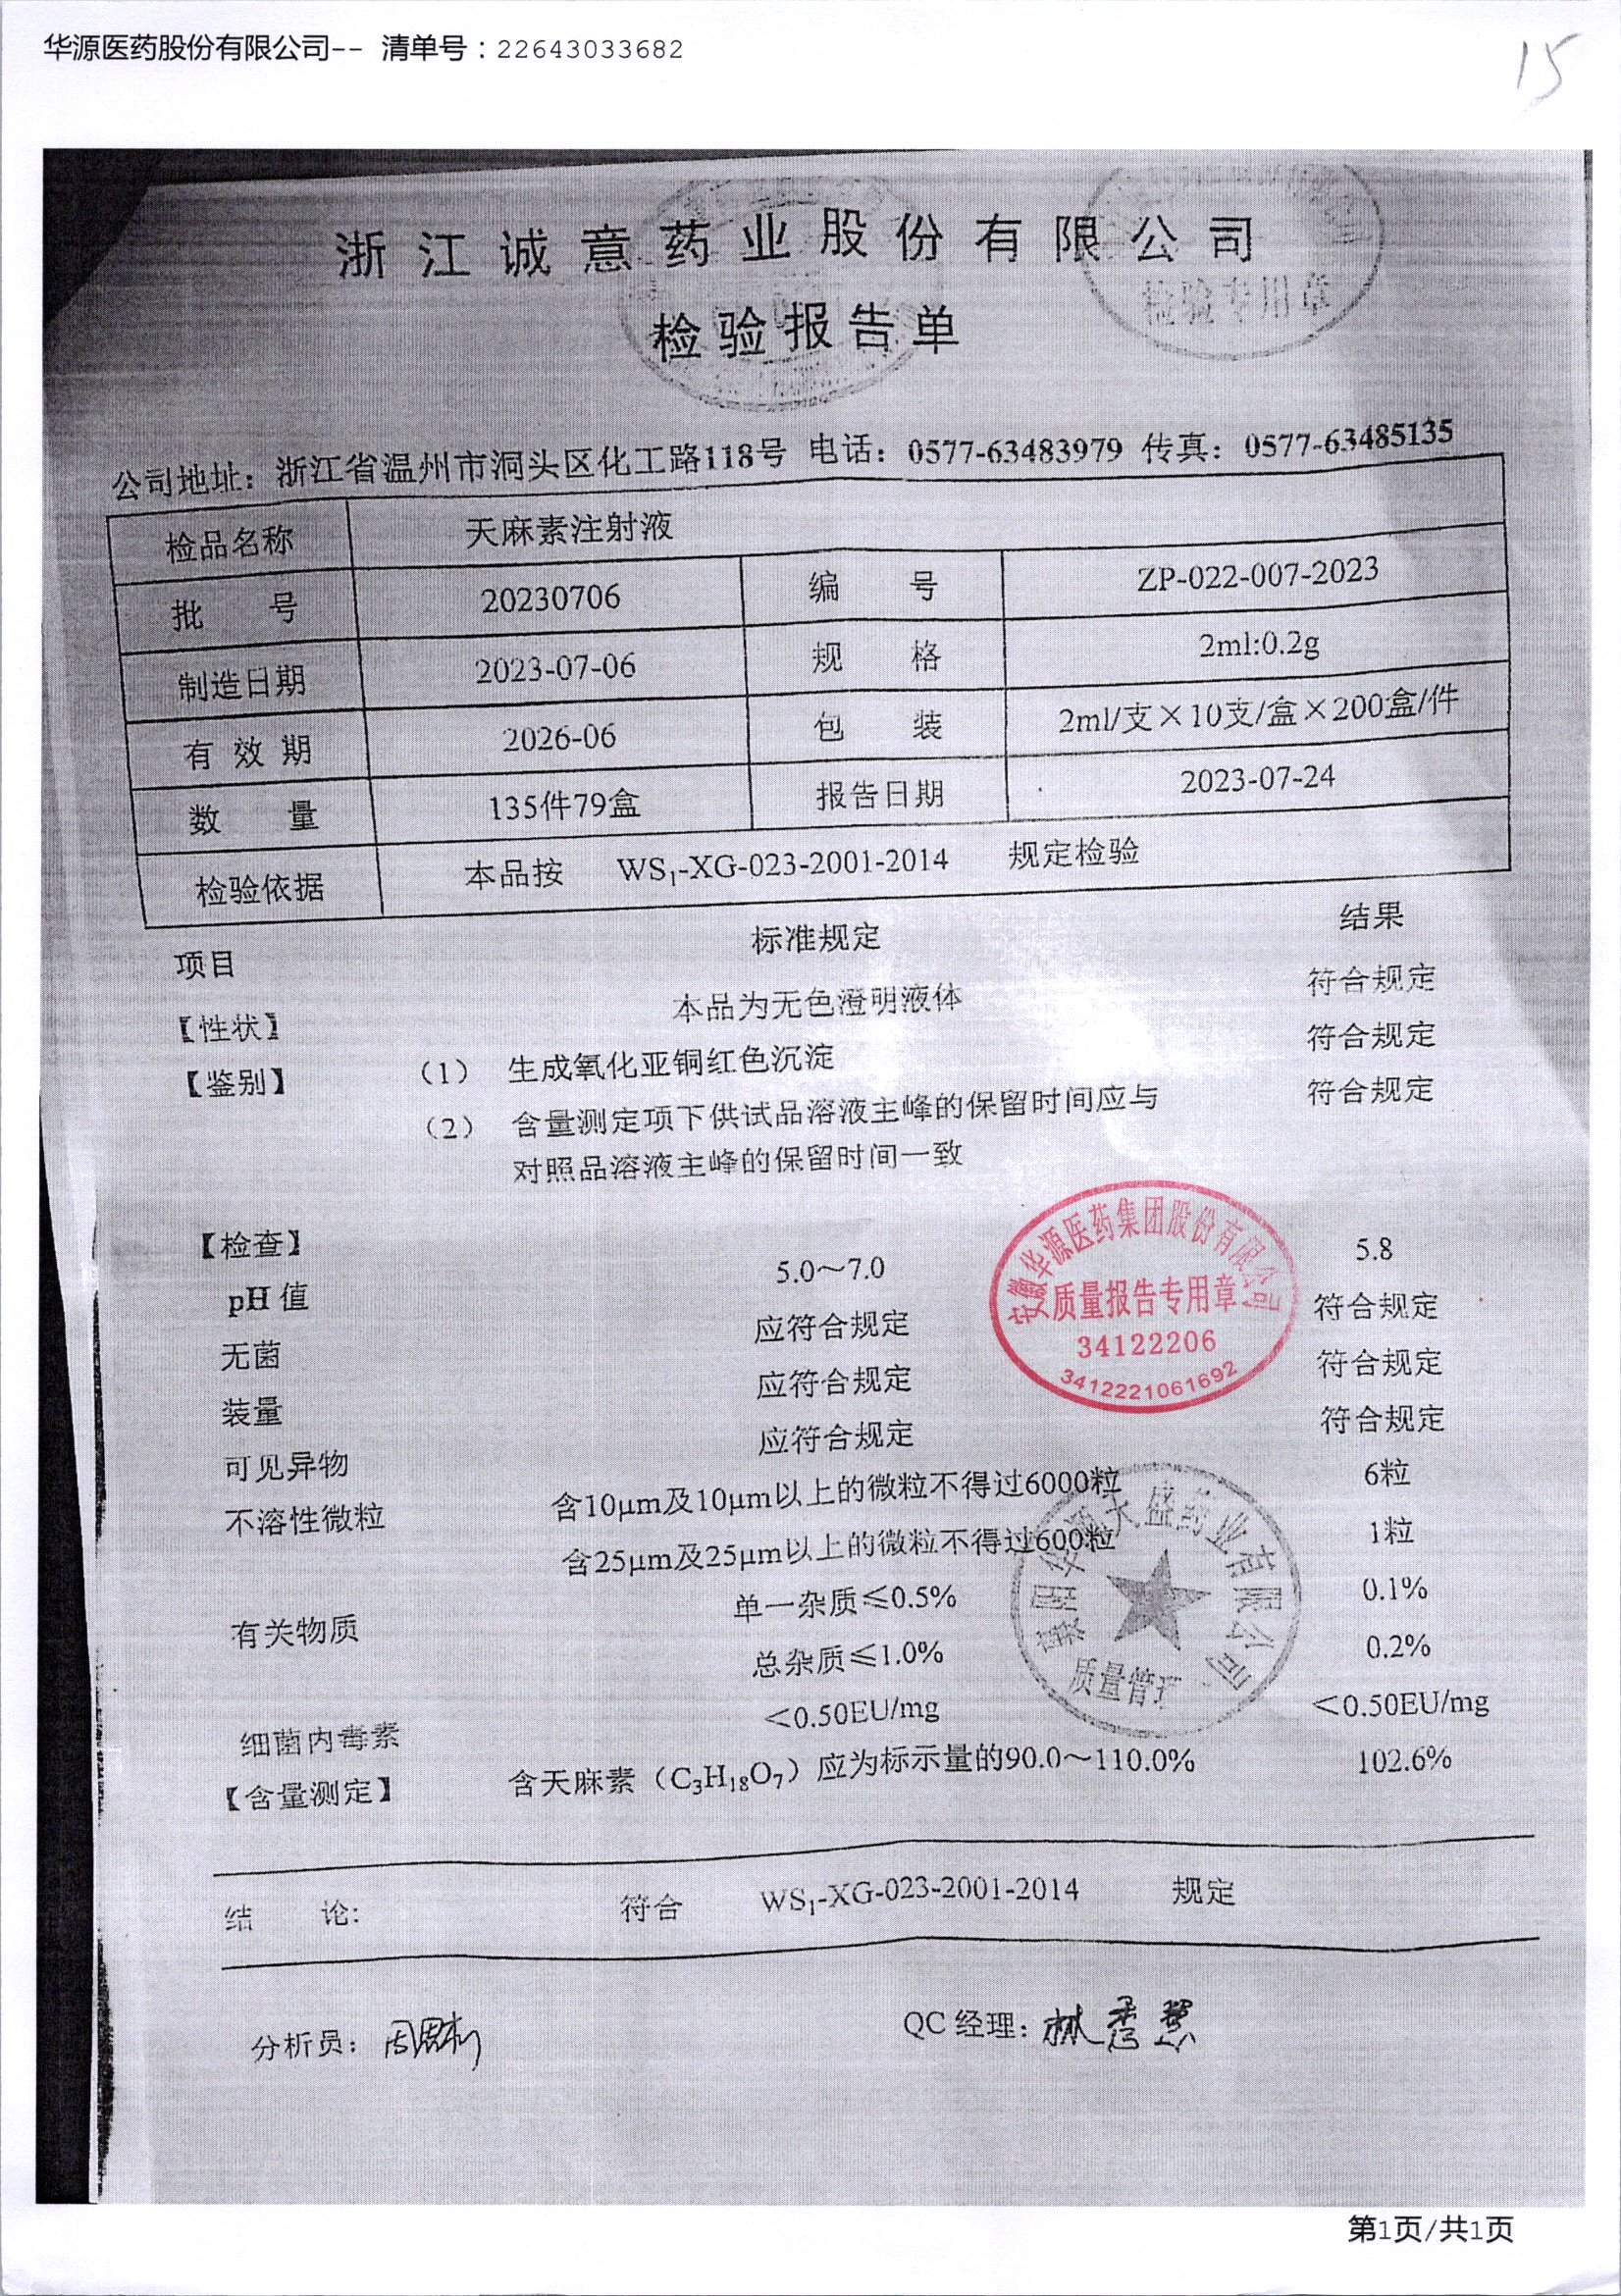 华源医药股份有限公司-- 清单号：22643033682
15
浙江诚意药业股份有限公司
检验专用章
检验报告单
公司地址：浙江省温州市洞头区化工路118号 电话：0577-63483979 传真：0577-63485135
检品名称 天麻素注射液
批 号 20230706 编 号 ZP-022-007-2023
制造日期 2023-07-06 规 格 2ml:0.2g
有 效 期 2026-06 包 装 2ml/支×10支/盒×200盒/件
数 量 135件79盒 报告日期 2023-07-24
检验依据 本品按 WS₁-XG-023-2001-2014 规定检验
项目 标准规定 结果
【性状】 本品为无色澄明液体 符合规定
【鉴别】 （1） 生成氧化亚铜红色沉淀 符合规定
（2） 含量测定项下供试品溶液主峰的保留时间应与 符合规定
对照品溶液主峰的保留时间一致
【检查】
pH 值 5.0～7.0 5.8
无菌 应符合规定 符合规定
装量 应符合规定 符合规定
可见异物 应符合规定 符合规定
不溶性微粒 含10μm及10μm以上的微粒不得过6000粒 6粒
含25μm及25μm以上的微粒不得过600粒 1粒
有关物质 单一杂质≤0.5% 0.1%
总杂质≤1.0% 0.2%
细菌内毒素 ＜0.50EU/mg ＜0.50EU/mg
【含量测定】 含天麻素（C₃H₁₈O₇）应为标示量的90.0～110.0% 102.6%
安徽华源医药集团股份有限公司
质量报告专用章
34122206
3412221061692
天盛药业有限公司
质量管
结 论: 符合 WS₁-XG-023-2001-2014 规定
分析员：
QC 经理：林秀慧
第1页/共1页